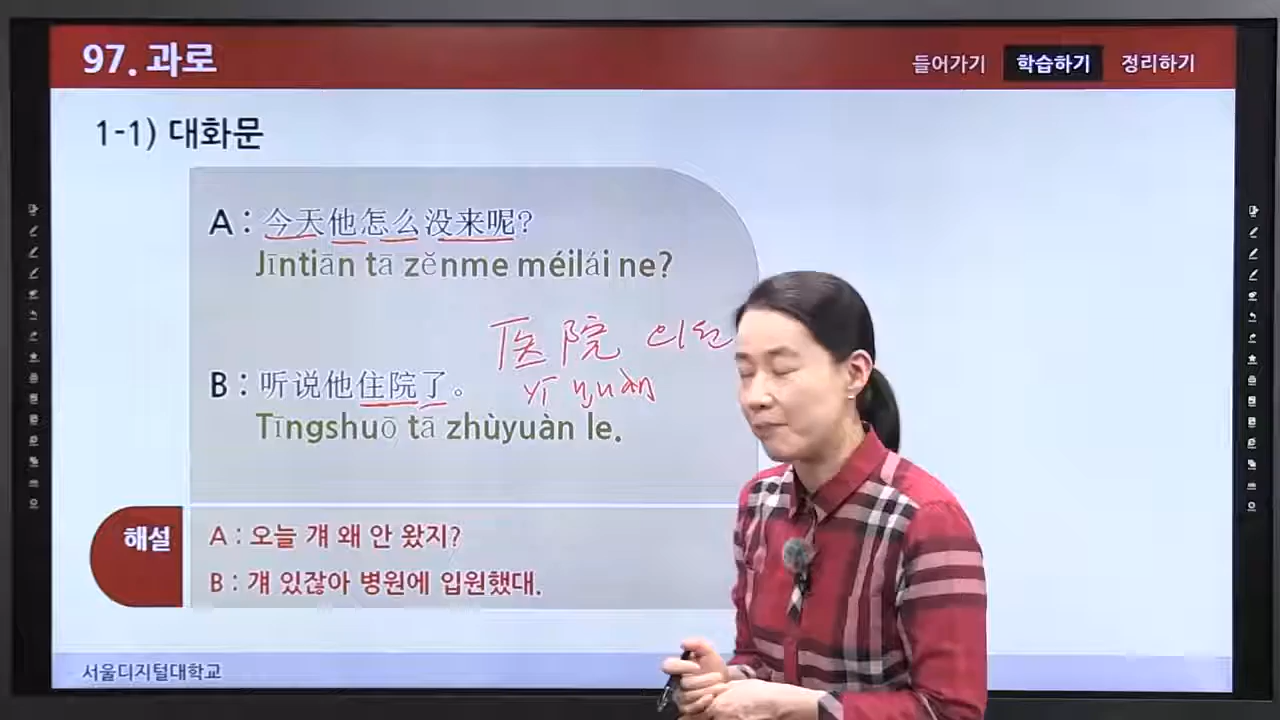 97. 과로
들어가기 학습하기 정리하기
1-1) 대화문
A : 今天他怎么没来呢?
Jīntiān tā zěnme méilái ne?
医院 의원
yī yuàn
B : 听说他住院了。
Tīngshuō tā zhùyuàn le.
해설
A : 오늘 걔 왜 안 왔지?
B : 걔 있잖아 병원에 입원했대.
서울디지털대학교